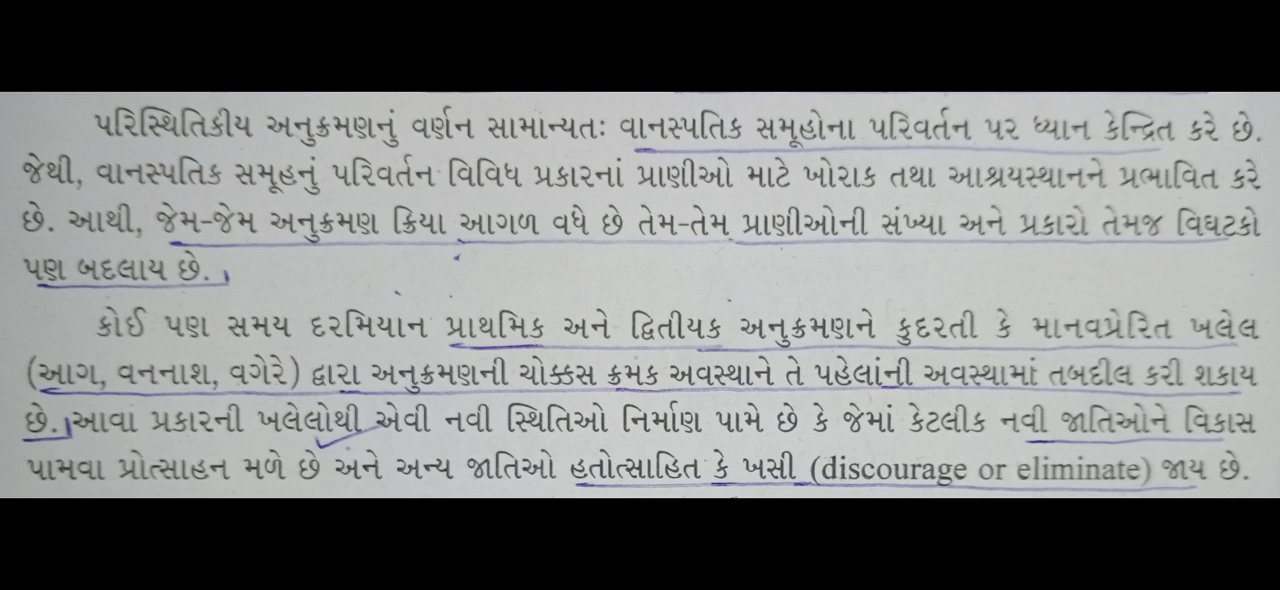 પરિસ્થિતિકીય અનુક્રમણનું વર્ણન સામાન્યતઃ વાનસ્પતિક સમૂહોના પરિવર્તન પર ધ્યાન કેન્દ્રિત કરે છે.
જેથી, વાનસ્પતિક સમૂહનું પરિવર્તન વિવિધ પ્રકારનાં પ્રાણીઓ માટે ખોરાક તથા આશ્રયસ્થાનને પ્રભાવિત કરે
છે. આથી, જેમ-જેમ અનુક્રમણ ક્રિયા આગળ વધે છે તેમ-તેમ પ્રાણીઓની સંખ્યા અને પ્રકારો તેમજ વિઘટકો
પણ બદલાય છે.
કોઈ પણ સમય દરમિયાન પ્રાથમિક અને દ્વિતીયક અનુક્રમણને કુદરતી કે માનવપ્રેરિત ખલેલ
(આગ, વનનાશ, વગેરે) દ્વારા અનુક્રમણની ચોક્કસ ક્રમક અવસ્થાને તે પહેલાંની અવસ્થામાં તબદીલ કરી શકાય
છે. આવા પ્રકારની ખલેલોથી એવી નવી સ્થિતિઓ નિર્માણ પામે છે કે જેમાં કેટલીક નવી જાતિઓને વિકાસ
પામવા પ્રોત્સાહન મળે છે અને અન્ય જાતિઓ હતોત્સાહિત કે ખસી (discourage or eliminate) જાય છે.